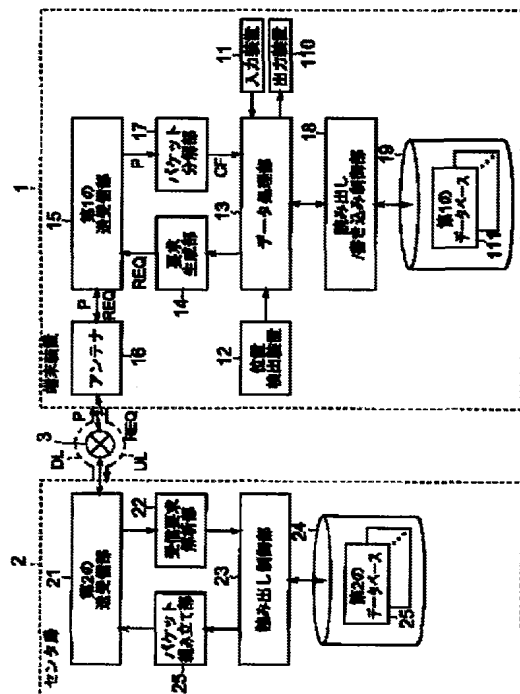 1
15
第1の
送受信部
P
17
パケット
分解部
CF
REQ
14
要求
生成部
13
データ処理部
11
入力装置
出力装置
110
18
読み出し
/書き込み制御部
19
第1の
データベース
111
12
位置
検出装置
P
REQ
端末装置
アンテナ
16
3
DL
P
REQ
UL
2
21
第2の
送受信部
22
受信要求
解析部
23
読み出し制御部
24
第2の
データベース
25
パケット
組み立て部
25
センタ局